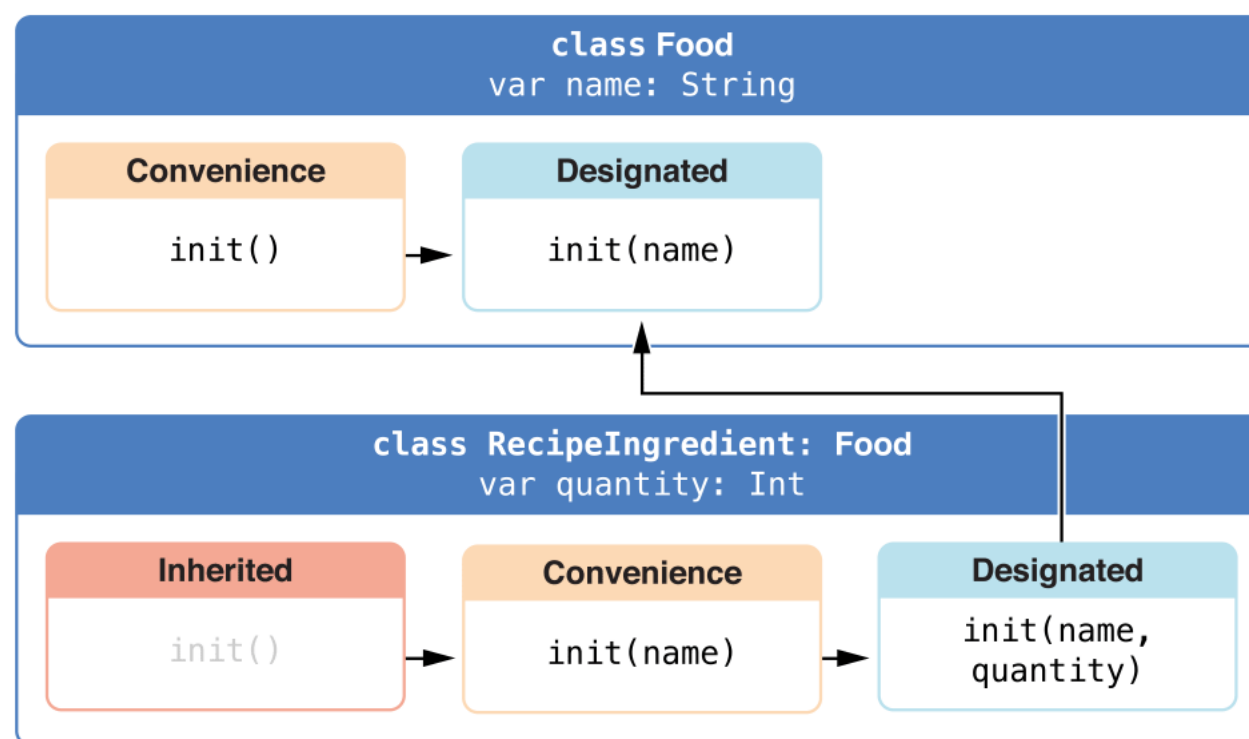 class Food
var name: String
Convenience
Designated
init()
init(name)
class RecipeIngredient: Food
var quantity: Int
Inherited
Convenience
Designated
init()
init(name)
init(name,
quantity)